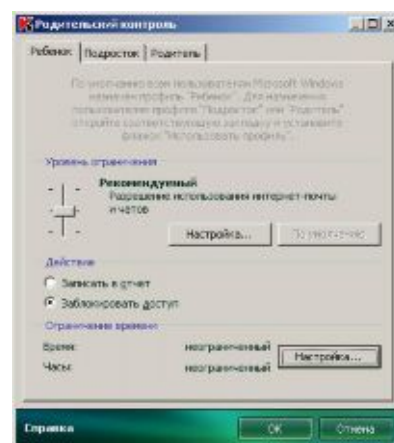 Родительский контроль
Ребенок Подросток Родитель
По умолчанию всем пользователям Microsoft Windows
назначен профиль "Ребенок". Для назначения
пользователям профиля "Подросток" или "Родитель"
откройте соответствующую закладку и установите
флажок "Использовать профиль".
Уровень ограничения
Рекомендуемый
Разрешение использования интернет-почты
и чатов
Настройка... По умолчанию
Действие
Записать в отчет
Заблокировать доступ
Ограничение времени
Время: неограниченный
Часы: неограниченный
Настройка...
Справка OK Отмена